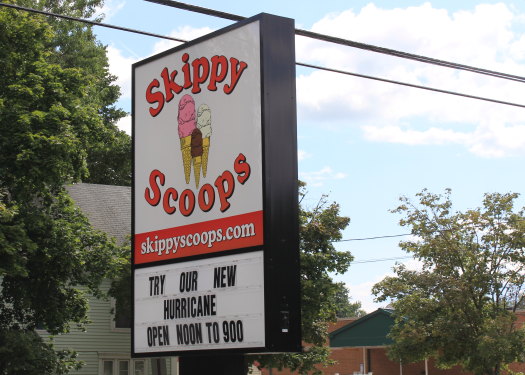 Skippy
Scoops
skippyscoops.com
TRY OUR NEW
HURRICANE
OPEN NOON TO 900